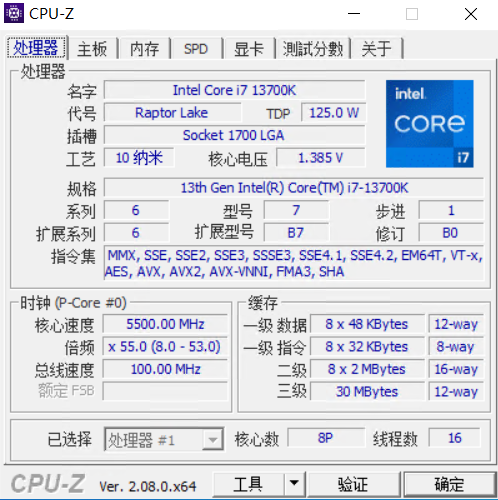 CPU-Z
处理器 主板 内存 SPD 显卡 測試分數 关于
处理器
名字 Intel Core i7 13700K
代号 Raptor Lake TDP 125.0 W
插槽 Socket 1700 LGA
工艺 10 纳米 核心电压 1.385 V
intel
CORE
i7
规格 13th Gen Intel(R) Core(TM) i7-13700K
系列 6 型号 7 步进 1
扩展系列 6 扩展型号 B7 修订 B0
指令集 MMX, SSE, SSE2, SSE3, SSSE3, SSE4.1, SSE4.2, EM64T, VT-x,
AES, AVX, AVX2, AVX-VNNI, FMA3, SHA
时钟 (P-Core #0)
核心速度 5500.00 MHz
倍频 x 55.0 (8.0 - 53.0)
总线速度 100.00 MHz
额定 FSB
缓存
一级 数据 8 x 48 KBytes 12-way
一级 指令 8 x 32 KBytes 8-way
二级 8 x 2 MBytes 16-way
三级 30 MBytes 12-way
已选择 处理器 #1 核心数 8P 线程数 16
CPU-Z Ver. 2.08.0.x64 工具 验证 确定